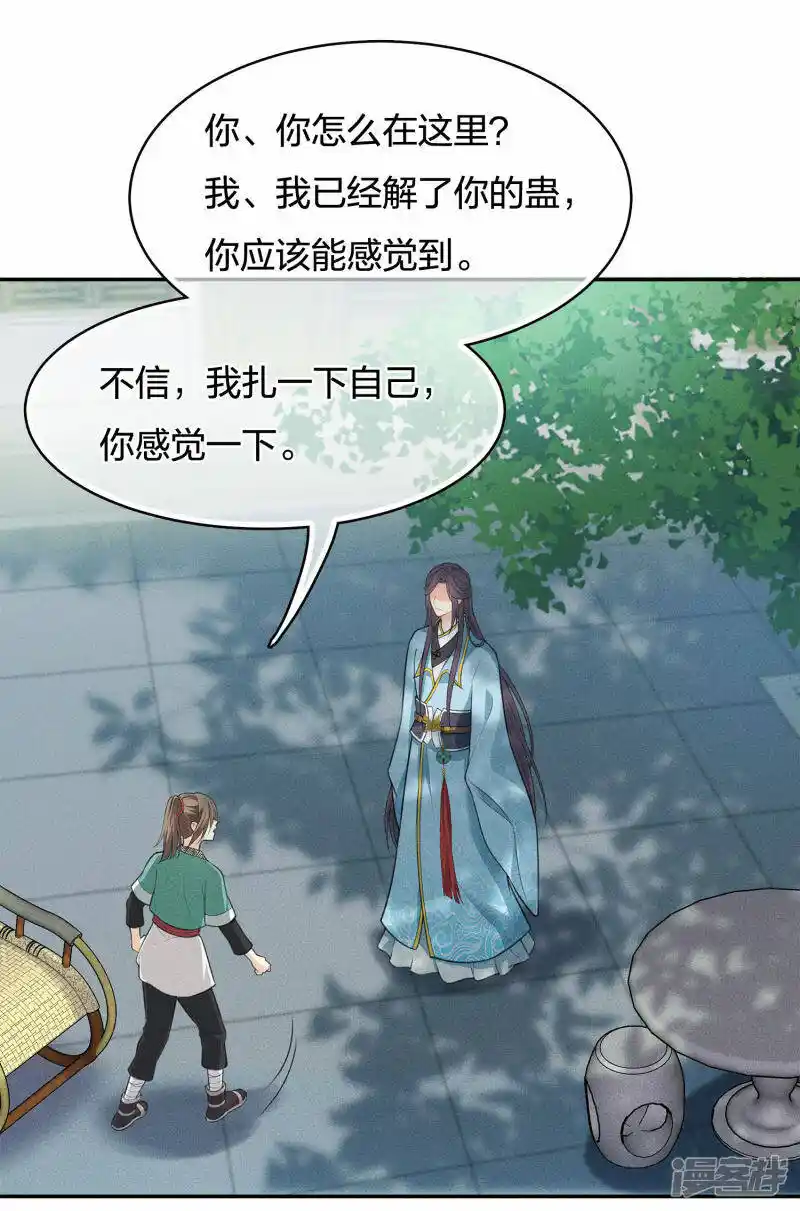 你、你怎么在这里？
我、我已经解了你的蛊，
你应该能感觉到。
不信，我扎一下自己，
你感觉一下。
漫客栈